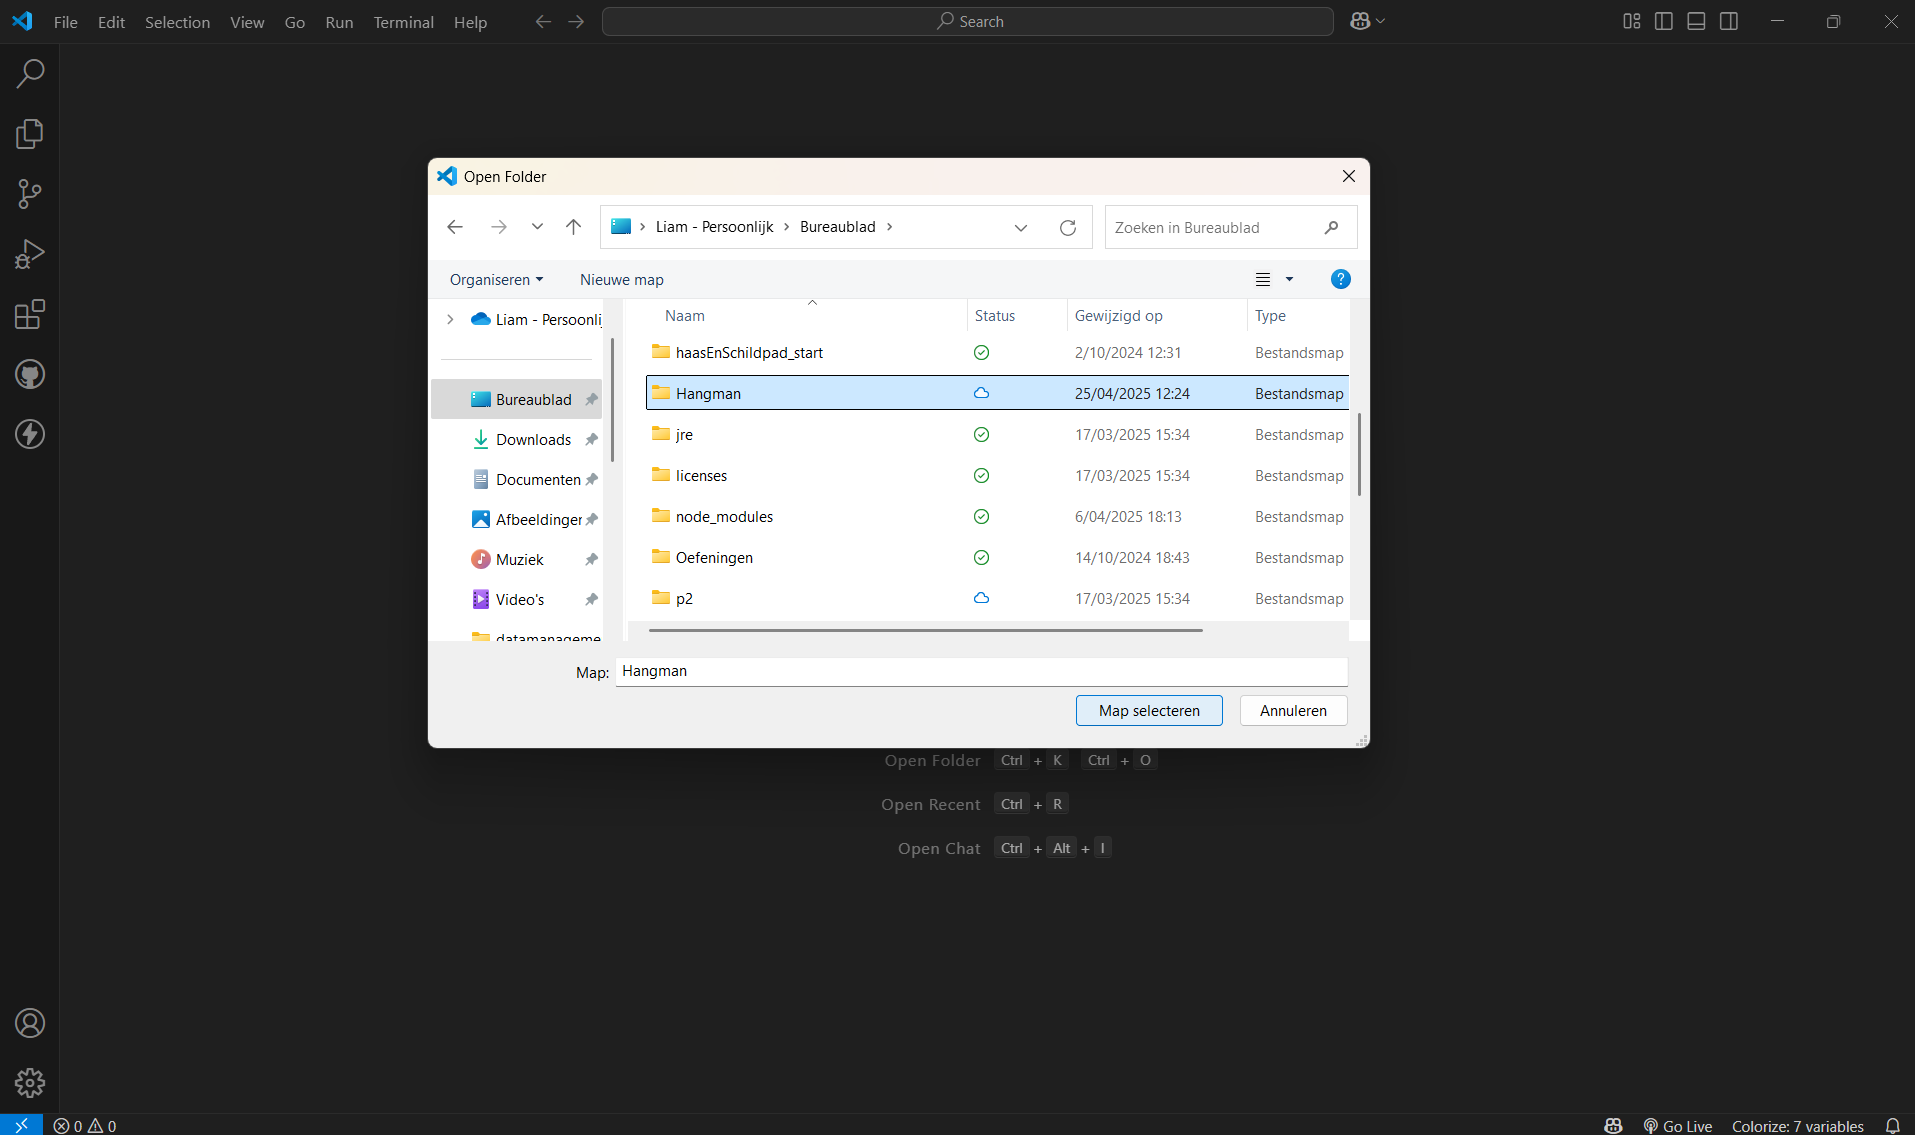 File Edit Selection View Go Run Terminal Help Search
Open Folder
Liam - Persoonlijk Bureaublad Zoeken in Bureaublad
Organiseren Nieuwe map
Liam - Persoonlij
Bureaublad
Downloads
Documenten
Afbeeldingen
Muziek
Video's
datamanageme
Naam Status Gewijzigd op Type
haasEnSchildpad_start 2/10/2024 12:31 Bestandsmap
Hangman 25/04/2025 12:24 Bestandsmap
jre 17/03/2025 15:34 Bestandsmap
licenses 17/03/2025 15:34 Bestandsmap
node_modules 6/04/2025 18:13 Bestandsmap
Oefeningen 14/10/2024 18:43 Bestandsmap
p2 17/03/2025 15:34 Bestandsmap
Map: Hangman
Map selecteren Annuleren
Open Folder Ctrl + K Ctrl + O
Open Recent Ctrl + R
Open Chat Ctrl + Alt + I
0 0 Go Live Colorize: 7 variables